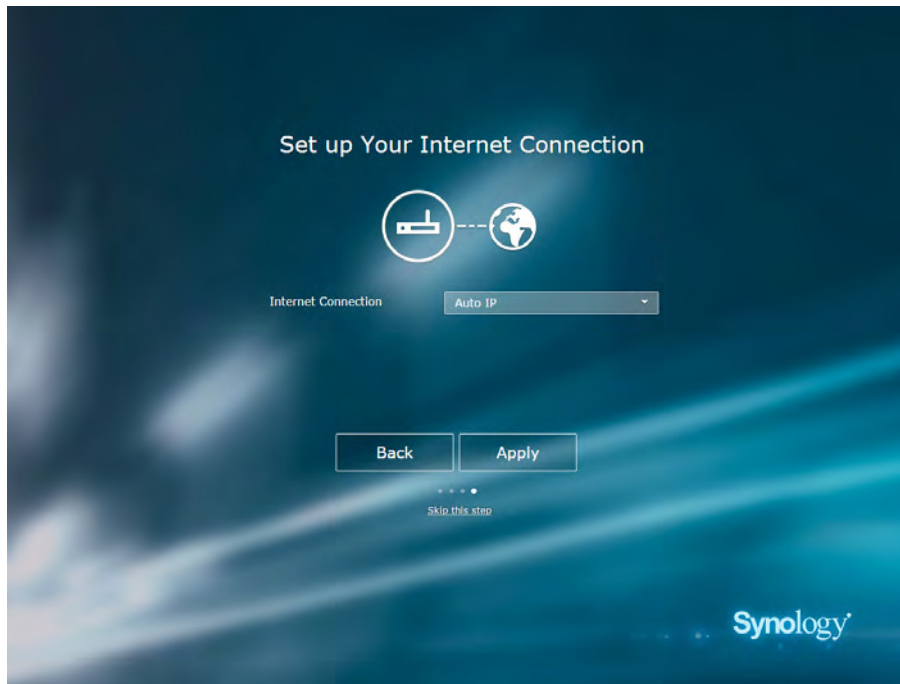 Set up Your Internet Connection
Internet Connection Auto IP
Back Apply
Skip this step
Synology